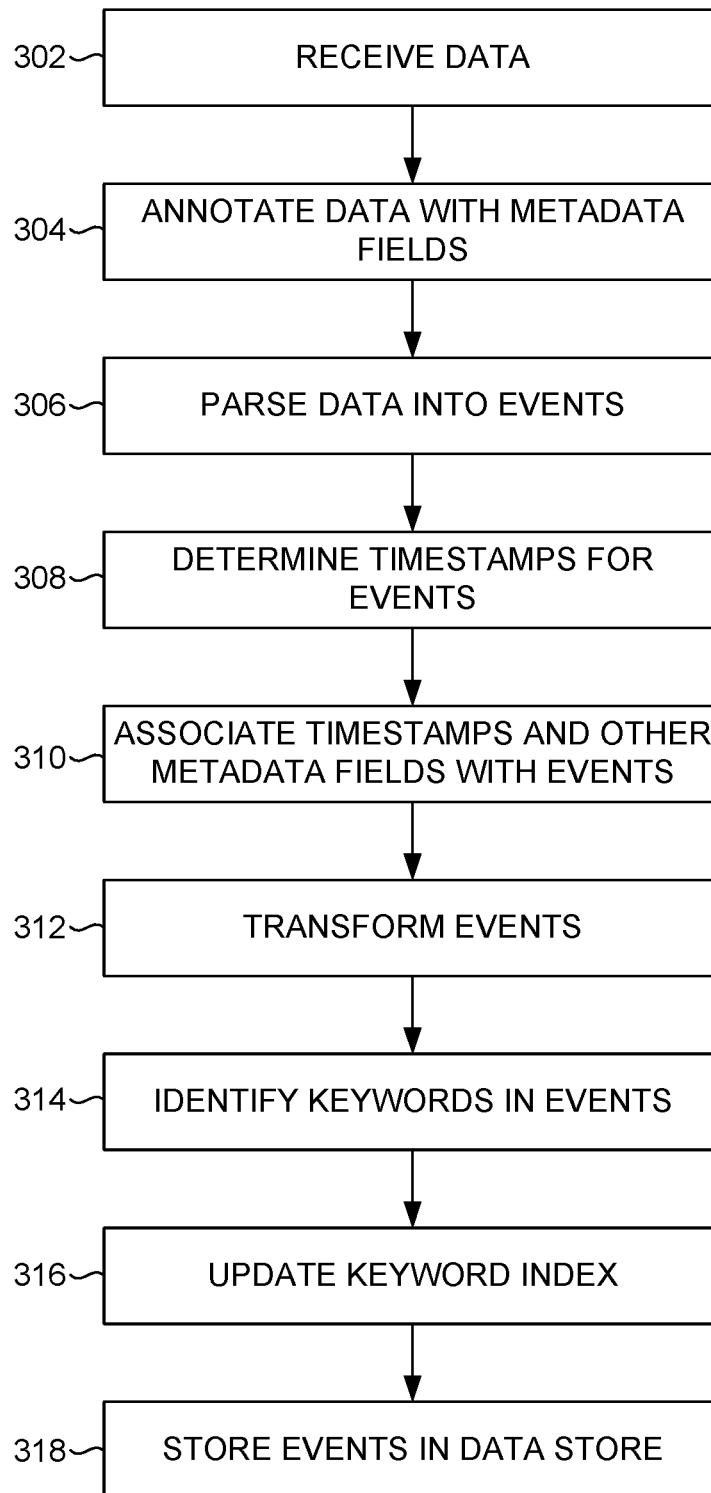 302
RECEIVE DATA
304
ANNOTATE DATA WITH METADATA
FIELDS
306
PARSE DATA INTO EVENTS
308
DETERMINE TIMESTAMPS FOR
EVENTS
310
ASSOCIATE TIMESTAMPS AND OTHER
METADATA FIELDS WITH EVENTS
312
TRANSFORM EVENTS
314
IDENTIFY KEYWORDS IN EVENTS
316
UPDATE KEYWORD INDEX
318
STORE EVENTS IN DATA STORE